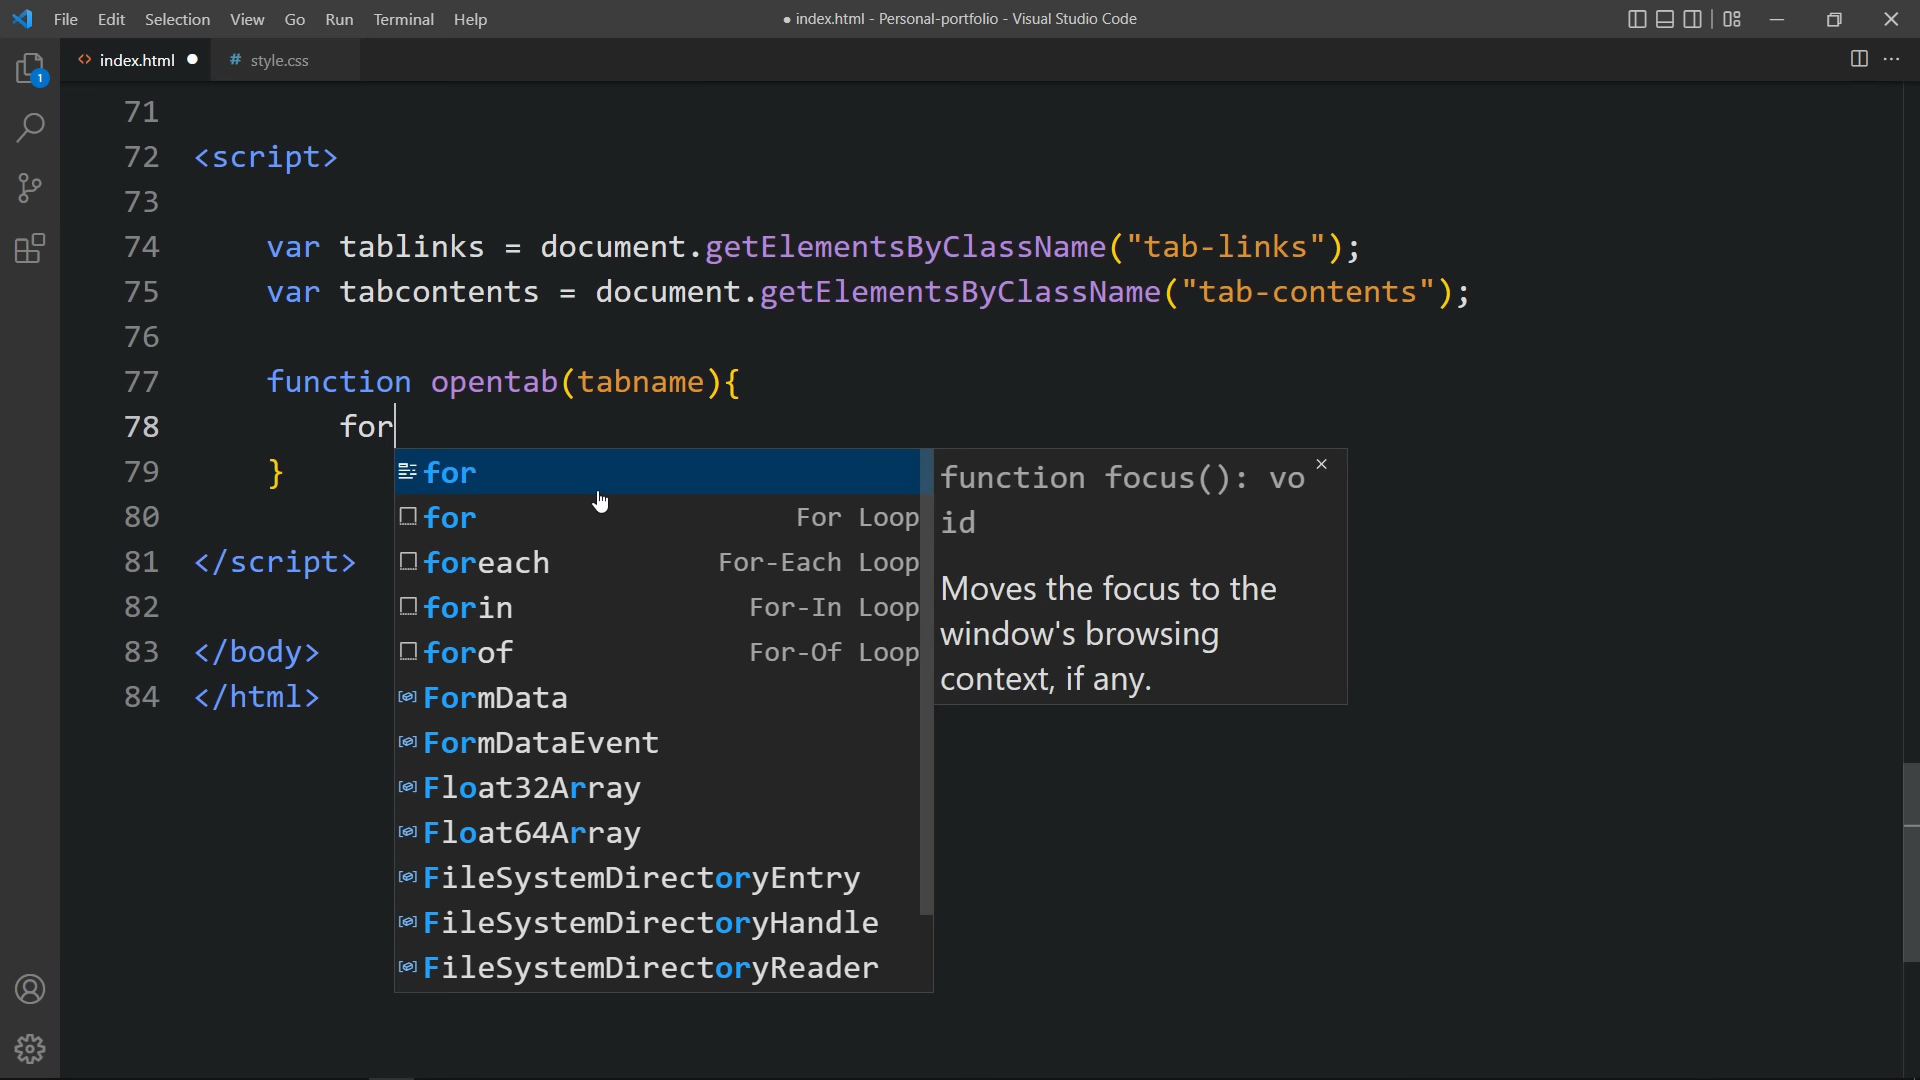 File Edit Selection View Go Run Terminal Help
● index.html - Personal-portfolio - Visual Studio Code
<> index.html ●
# style.css
1
71
72 <script>
73
74 var tablinks = document.getElementsByClassName("tab-links");
75 var tabcontents = document.getElementsByClassName("tab-contents");
76
77 function opentab(tabname){
78 for
79 }
80
81 </script>
82
83 </body>
84 </html>
for
for For Loop
foreach For-Each Loop
forin For-In Loop
forof For-Of Loop
FormData
FormDataEvent
Float32Array
Float64Array
FileSystemDirectoryEntry
FileSystemDirectoryHandle
FileSystemDirectoryReader
function focus(): vo
id
Moves the focus to the
window's browsing
context, if any.